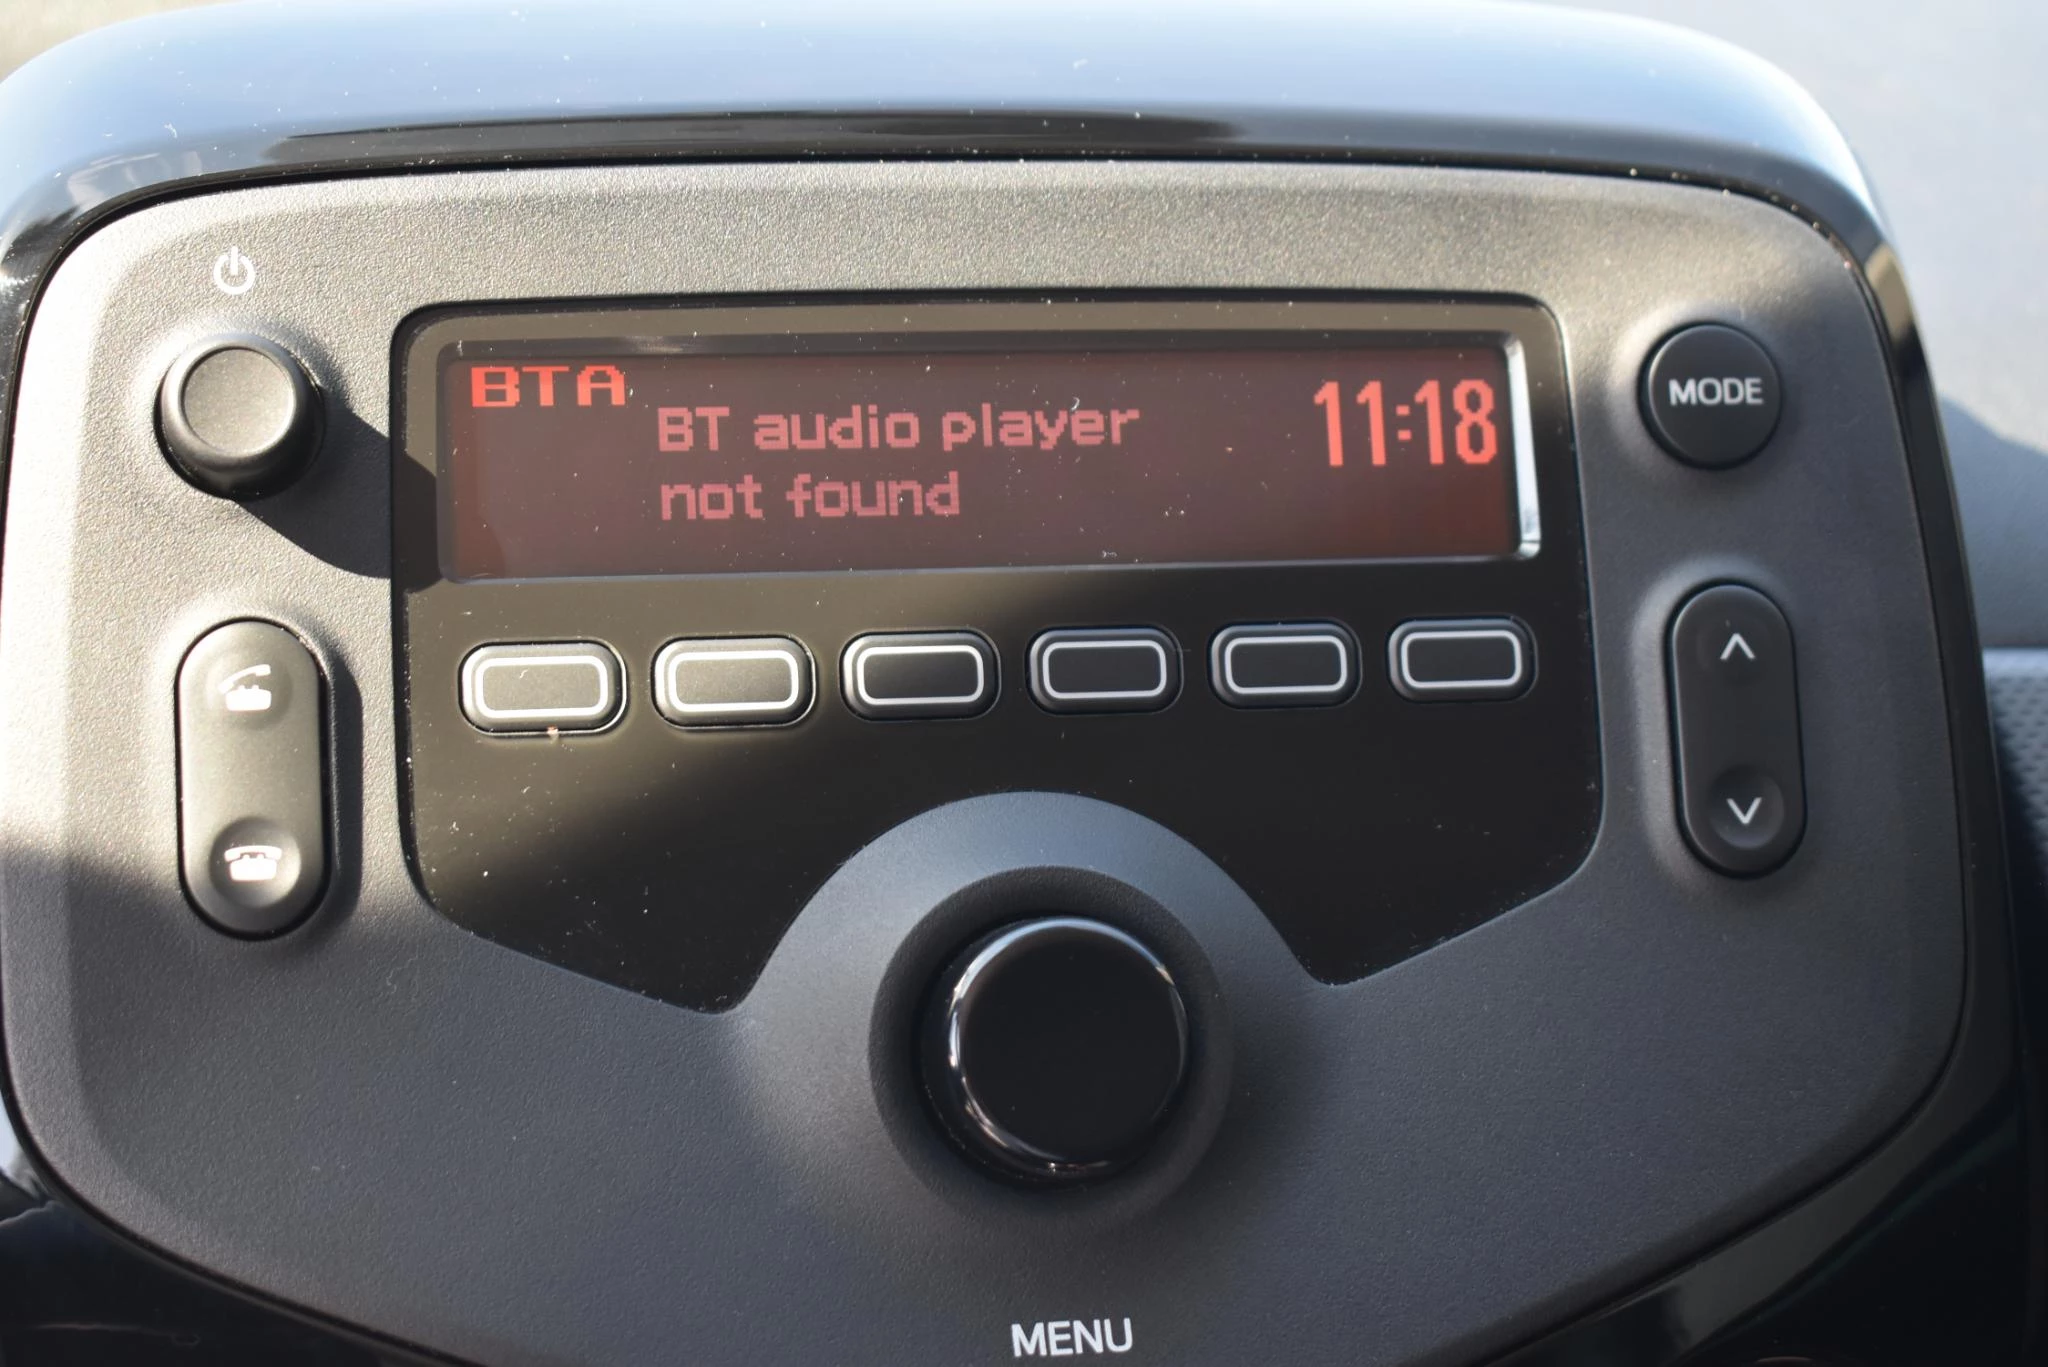 BTA
BT audio player
not found
11:18
MODE
MENU